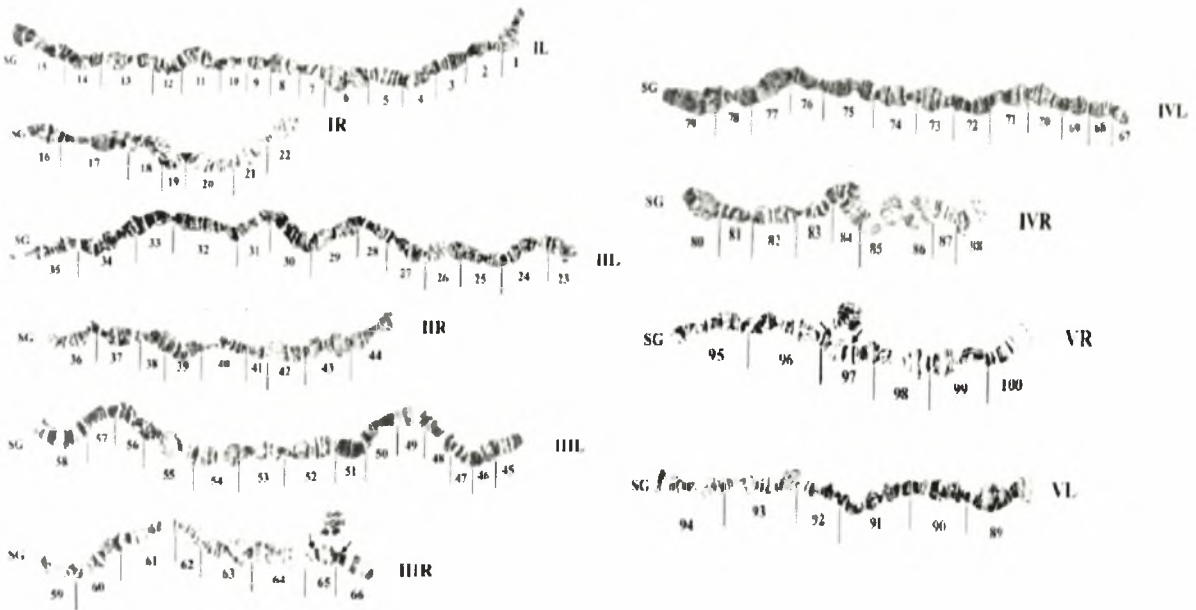 SG 15 14 13 12 11 10 9 8 7 6 5 4 3 2 1 IL
SG 16 17 18 19 20 21 22 IR
SG 35 34 33 32 31 30 29 28 27 26 25 24 23 IIL
SG 36 37 38 39 40 41 42 43 44 IIR
SG 58 57 56 55 54 53 52 51 50 49 48 47 46 45 IIIL
SG 59 60 61 62 63 64 65 66 IIIR
SG 79 78 77 76 75 74 73 72 71 70 69 68 67 IVL
SG 80 81 82 83 84 85 86 87 88 IVR
SG 95 96 97 98 99 100 VR
SG 94 93 92 91 90 89 VL